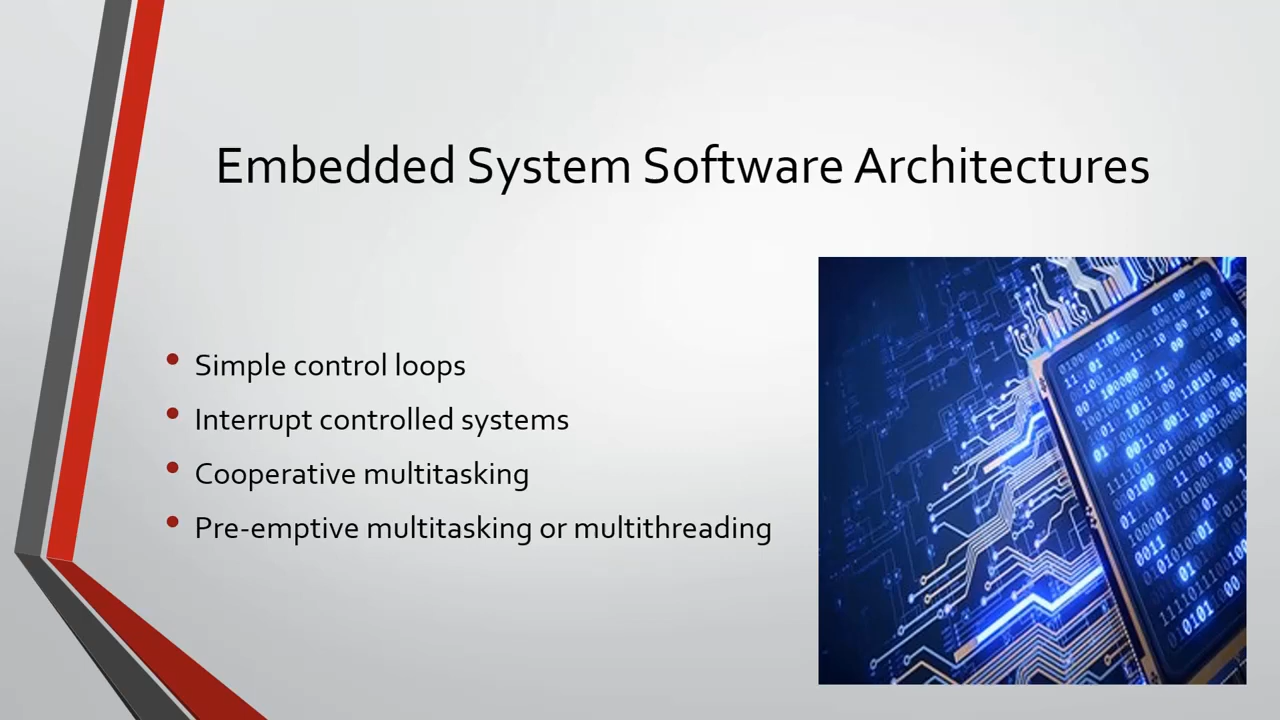 Embedded System Software Architectures
Simple control loops
Interrupt controlled systems
Cooperative multitasking
Pre-emptive multitasking or multithreading